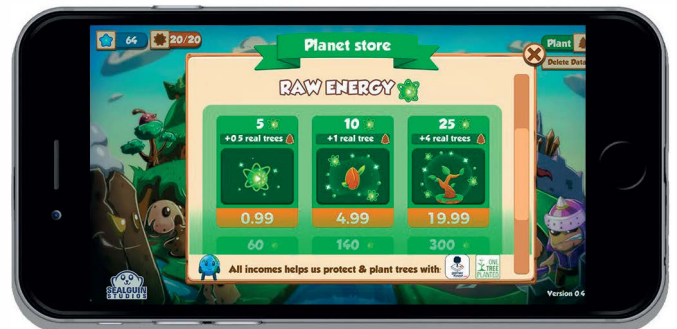 64
20/20
Planet store
Plant
Delete Data
RAW ENERGY
5
+0 5 real trees
0.99
10
+1 real tree
4.99
25
+4 real trees
19.99
60
140
300
All incomes helps us protect & plant trees with:
ONE
TREE
PLANTED
SEALGUIN
STUDIOS
Version 0 4